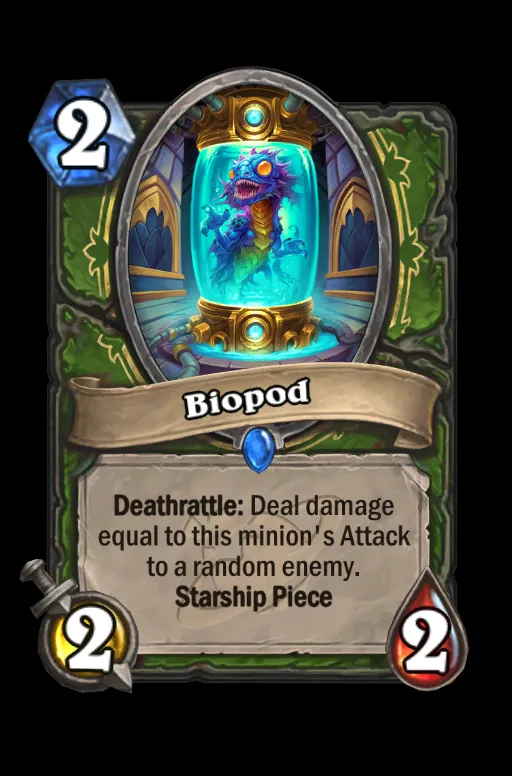 2
Biopod
Deathrattle: Deal damage
equal to this minion's Attack
to a random enemy.
Starship Piece
2
2